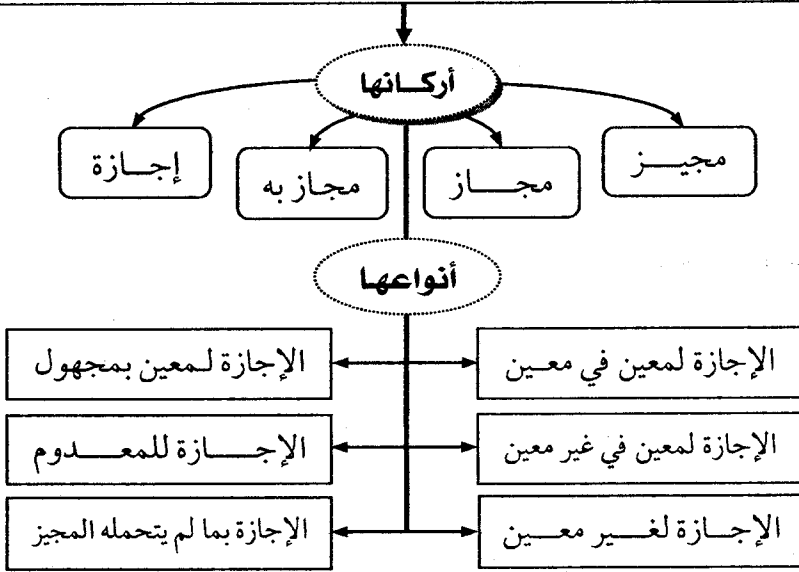 أركانها
مجيز
مجاز
مجاز به
إجازة
أنواعها
الإجازة لمعين في معين
الإجازة لمعين بمجهول
الإجازة لمعين في غير معين
الإجازة للمعدوم
الإجازة لغير معين
الإجازة بما لم يتحمله المجيز